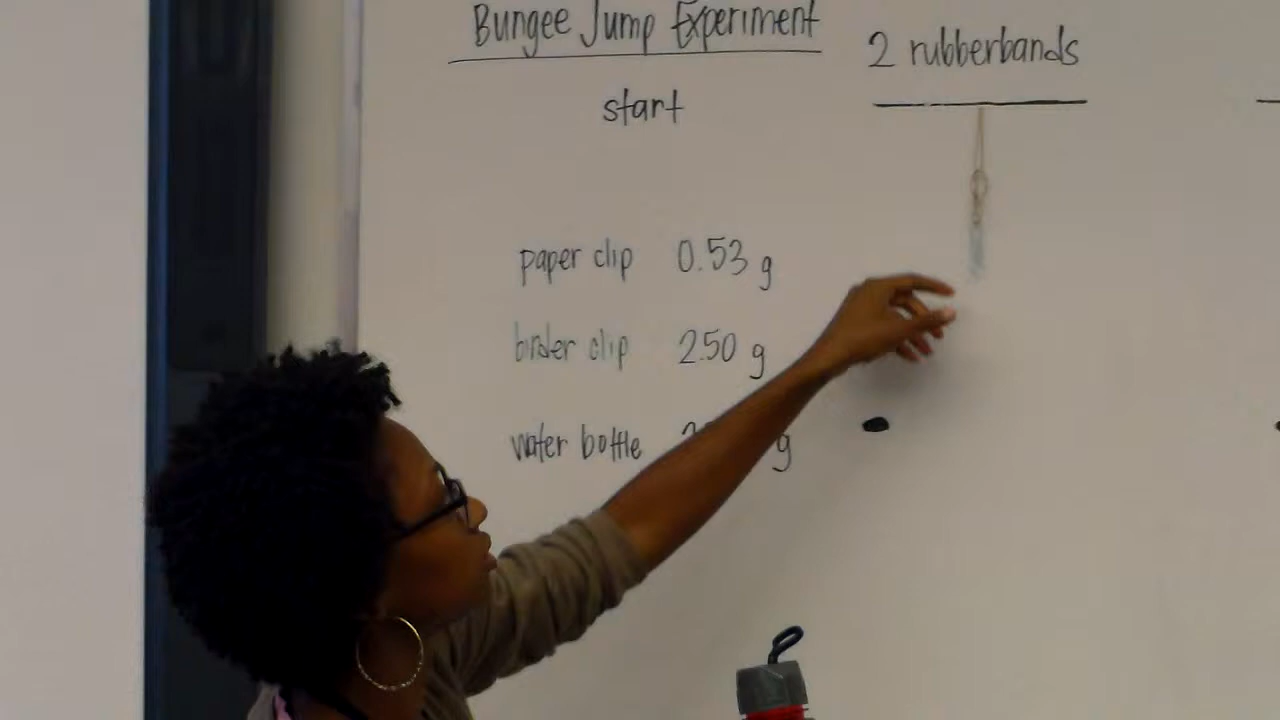 Bungee Jump Experiment
2 rubberbands
start
paper clip 0.53 g
binder clip 2.50 g
water bottle g